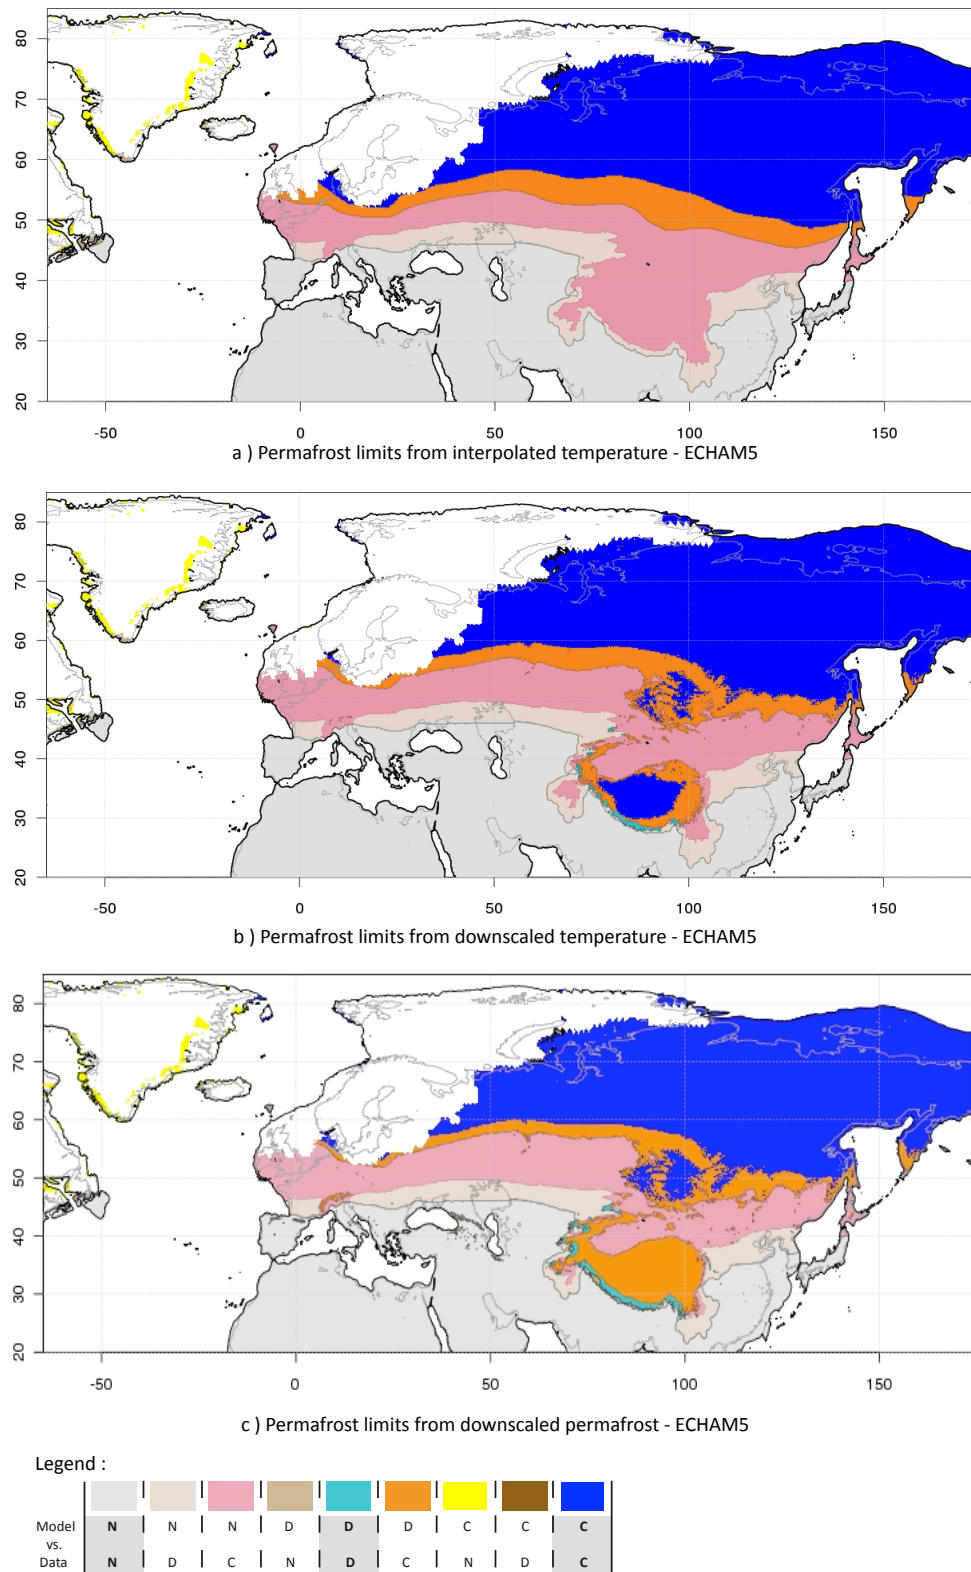 80
70
60
50
40
30
20
-50 0 50 100 150
a ) Permafrost limits from interpolated temperature - ECHAM5
80
70
60
50
40
30
20
-50 0 50 100 150
b ) Permafrost limits from downscaled temperature - ECHAM5
80
70
60
50
40
30
20
-50 0 50 100 150
c ) Permafrost limits from downscaled permafrost - ECHAM5
Legend :
Model N N N D D D C C C
vs.
Data N D C N D C N D C